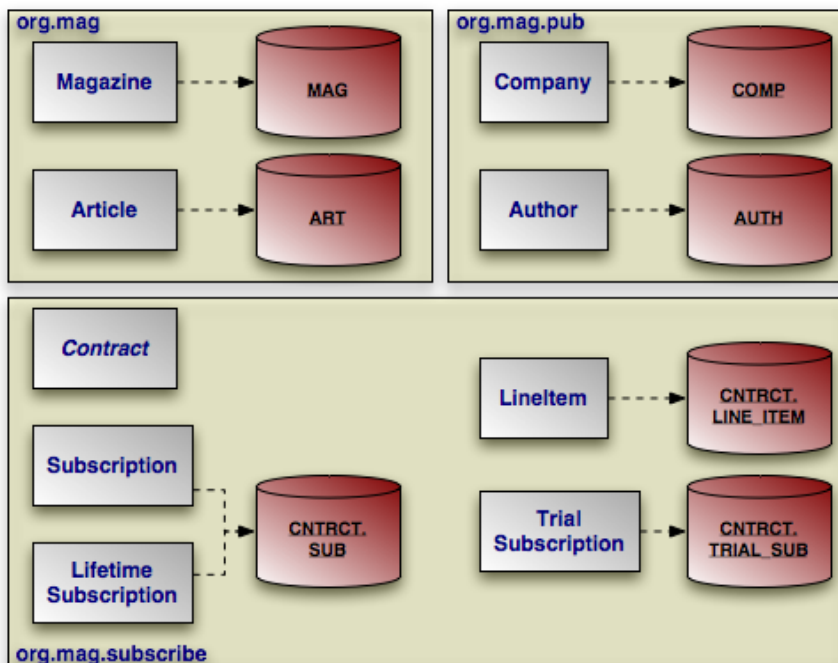 org.mag
Magazine
MAG
Article
ART
org.mag.pub
Company
COMP
Author
AUTH
Contract
LineItem
CNTRCT.
LINE_ITEM
Subscription
CNTRCT.
SUB
Lifetime
Subscription
Trial
Subscription
CNTRCT.
TRIAL_SUB
org.mag.subscribe